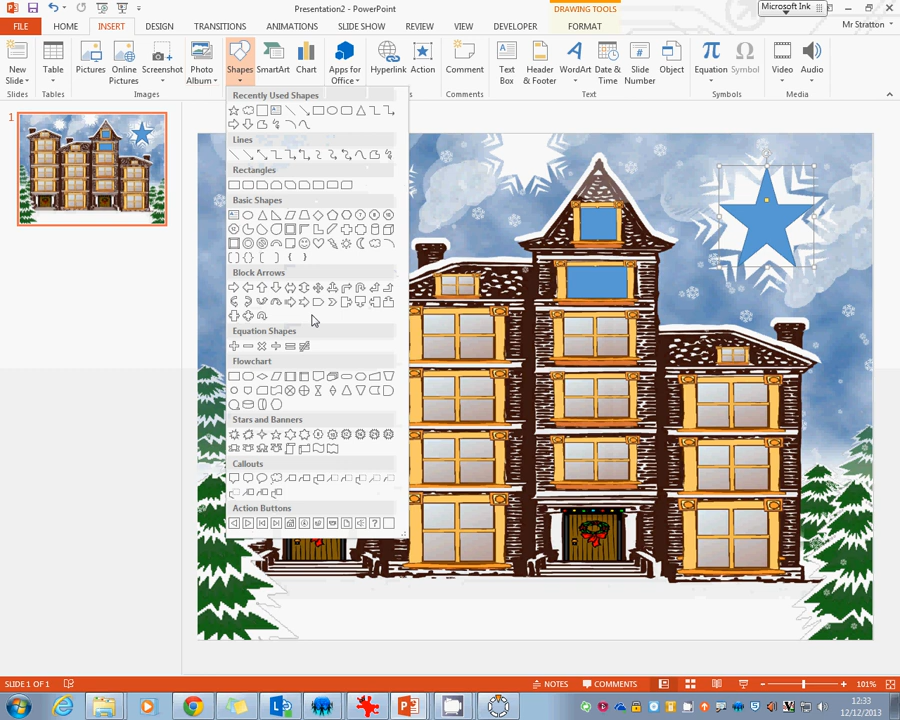 Presentation2 - PowerPoint
DRAWING TOOLS
Microsoft Ink
FILE HOME INSERT DESIGN TRANSITIONS ANIMATIONS SLIDE SHOW REVIEW VIEW DEVELOPER FORMAT Mr Stratton
New Slide Table Pictures Online Pictures Screenshot Photo Album Shapes SmartArt Chart Apps for Office Hyperlink Action Comment Text Box Header & Footer WordArt Date & Time Slide Number Object Equation Symbol Video Audio
Slides Tables Images Links Comments Text Symbols Media
Recently Used Shapes
Lines
Rectangles
Basic Shapes
Block Arrows
Equation Shapes
Flowchart
Stars and Banners
Callouts
Action Buttons
1
SLIDE 1 OF 1 NOTES COMMENTS 101%
12:33
12/12/2013